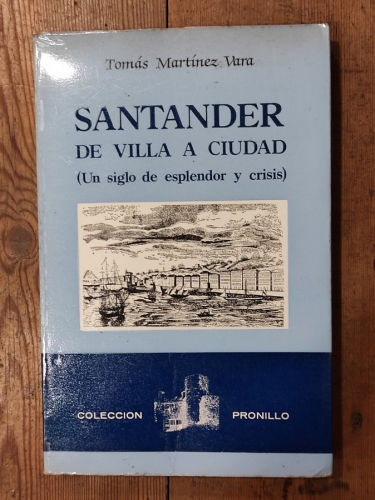 Tomás Martínez Vara
SANTANDER
DE VILLA A CIUDAD
(Un siglo de esplendor y crisis)
COLECCION PRONILLO